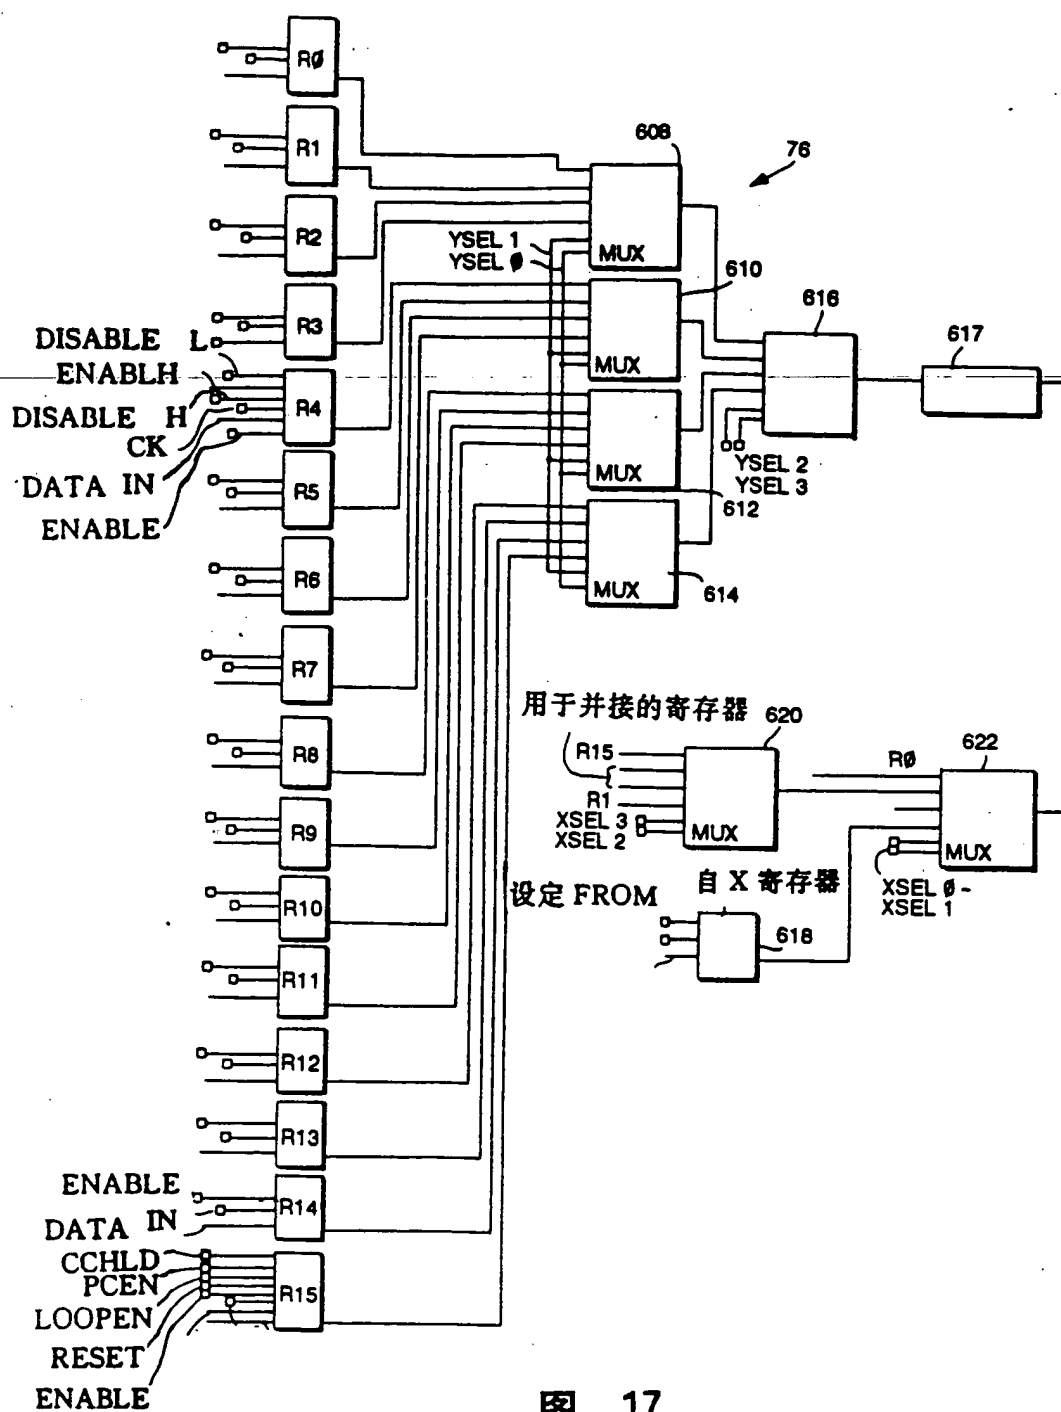 RØ
R1
R2
R3
DISABLE L
ENABLH
DISABLE H
CK
DATA IN
ENABLE
R4
R5
R6
R7
R8
R9
R10
R11
R12
R13
ENABLE
DATA IN
R14
CCHLD
PCEN
LOOPEN
RESET
ENABLE
R15
608
76
YSEL 1
YSEL Ø
MUX
610
MUX
612
MUX
614
MUX
616
617
YSEL 2
YSEL 3
用于并接的寄存器
620
R15
R1
XSEL 3
XSEL 2
MUX
RØ
622
MUX
XSEL Ø-
XSEL 1
设定 FROM
自 X 寄存器
618
图 17